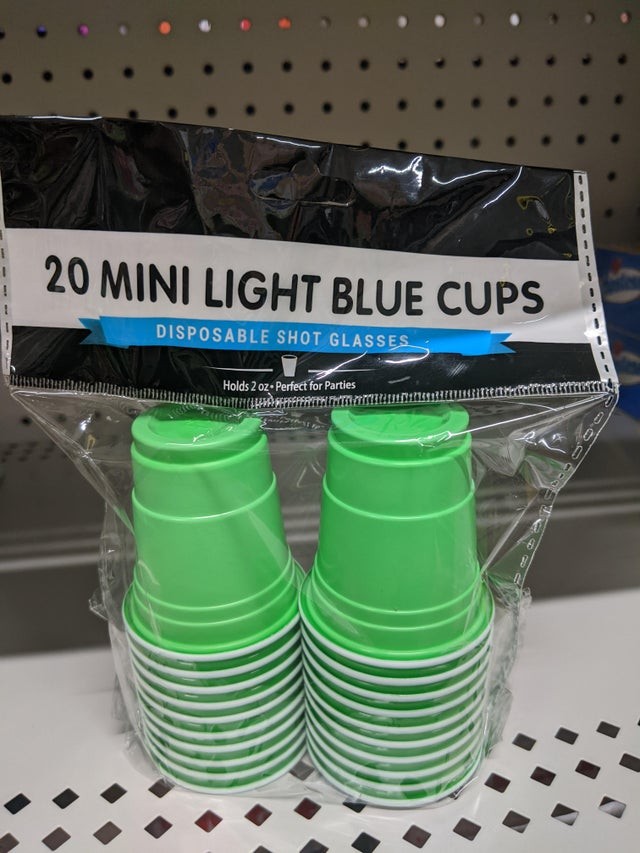 20 MINI LIGHT BLUE CUPS
DISPOSABLE SHOT GLASSES
Holds 2 oz • Perfect for Parties